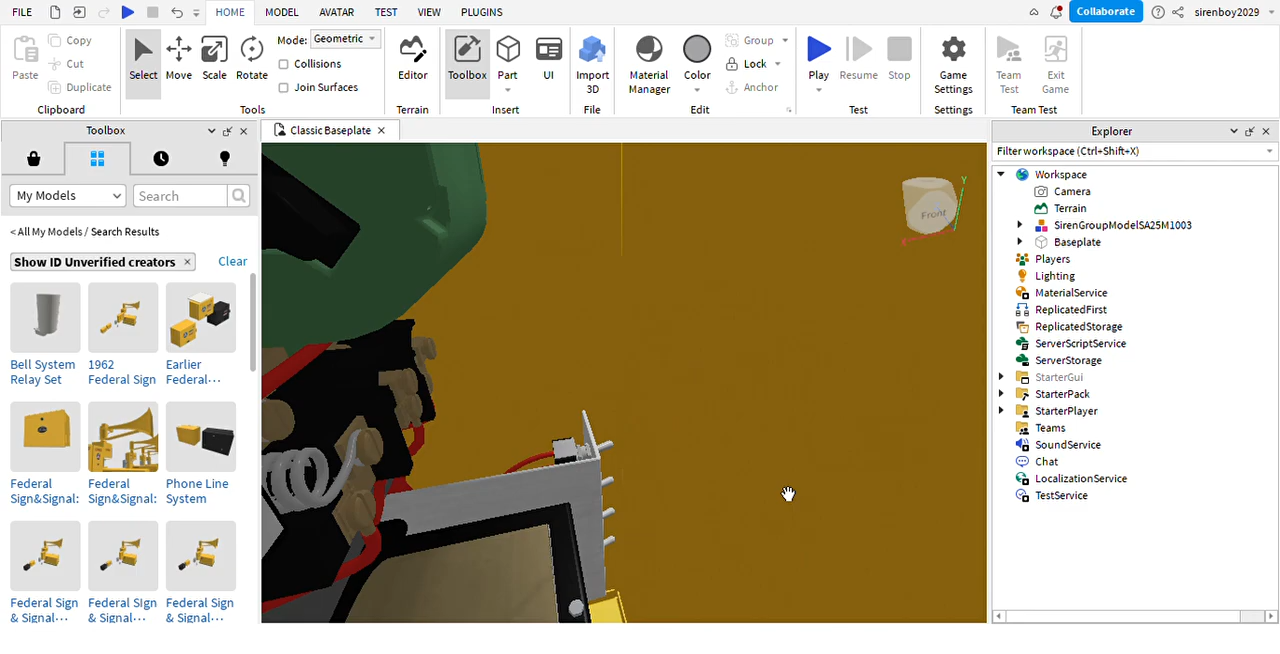 FILE HOME MODEL AVATAR TEST VIEW PLUGINS Collaborate sirenboy2029
Paste Copy Cut Duplicate
Clipboard
Select Move Scale Rotate
Mode: Geometric
Collisions
Join Surfaces
Tools
Editor
Terrain
Toolbox Part UI
Insert
Import 3D
File
Material Manager Color Group Lock Anchor
Edit
Play Resume Stop
Test
Game Settings
Settings
Team Test Exit Game
Team Test
Toolbox
My Models Search
< All My Models / Search Results
Show ID Unverified creators × Clear
Bell System Relay Set
1962 Federal Sign
Earlier Federal...
Federal Sign&Signal:
Federal Sign&Signal:
Phone Line System
Federal Sign & Signal...
Federal SIgn & Signal...
Federal Sign & Signal...
Classic Baseplate
Front
Y
Explorer
Filter workspace (Ctrl+Shift+X)
Workspace
Camera
Terrain
SirenGroupModelSA25M1003
Baseplate
Players
Lighting
MaterialService
ReplicatedFirst
ReplicatedStorage
ServerScriptService
ServerStorage
StarterGui
StarterPack
StarterPlayer
Teams
SoundService
Chat
LocalizationService
TestService